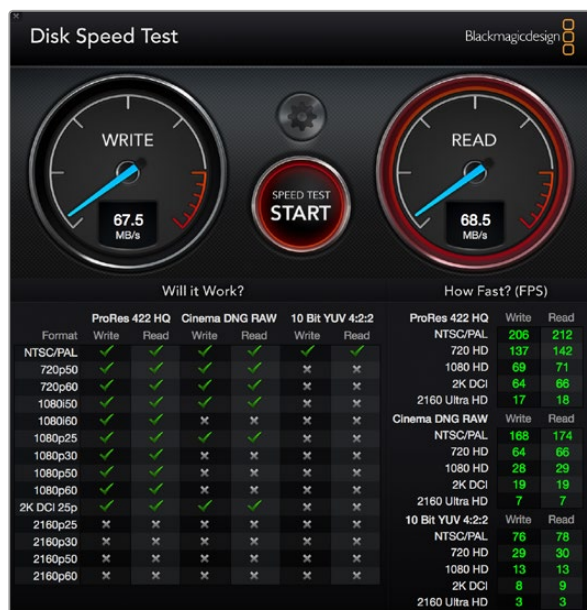 Disk Speed Test
Blackmagicdesign
WRITE
67.5
MB/s
SPEED TEST
START
READ
68.5
MB/s
Will it Work?
ProRes 422 HQ Cinema DNG RAW 10 Bit YUV 4:2:2
Format Write Read Write Read Write Read
NTSC/PAL
720p50
720p60
1080i50
1080i60
1080p25
1080p30
1080p50
1080p60
2K DCI 25p
2160p25
2160p30
2160p50
2160p60
How Fast? (FPS)
ProRes 422 HQ Write Read
NTSC/PAL 206 212
720 HD 137 142
1080 HD 69 71
2K DCI 64 66
2160 Ultra HD 17 18
Cinema DNG RAW Write Read
NTSC/PAL 168 174
720 HD 64 66
1080 HD 28 29
2K DCI 19 19
2160 Ultra HD 7 7
10 Bit YUV 4:2:2 Write Read
NTSC/PAL 76 78
720 HD 29 30
1080 HD 13 13
2K DCI 8 9
2160 Ultra HD 3 3